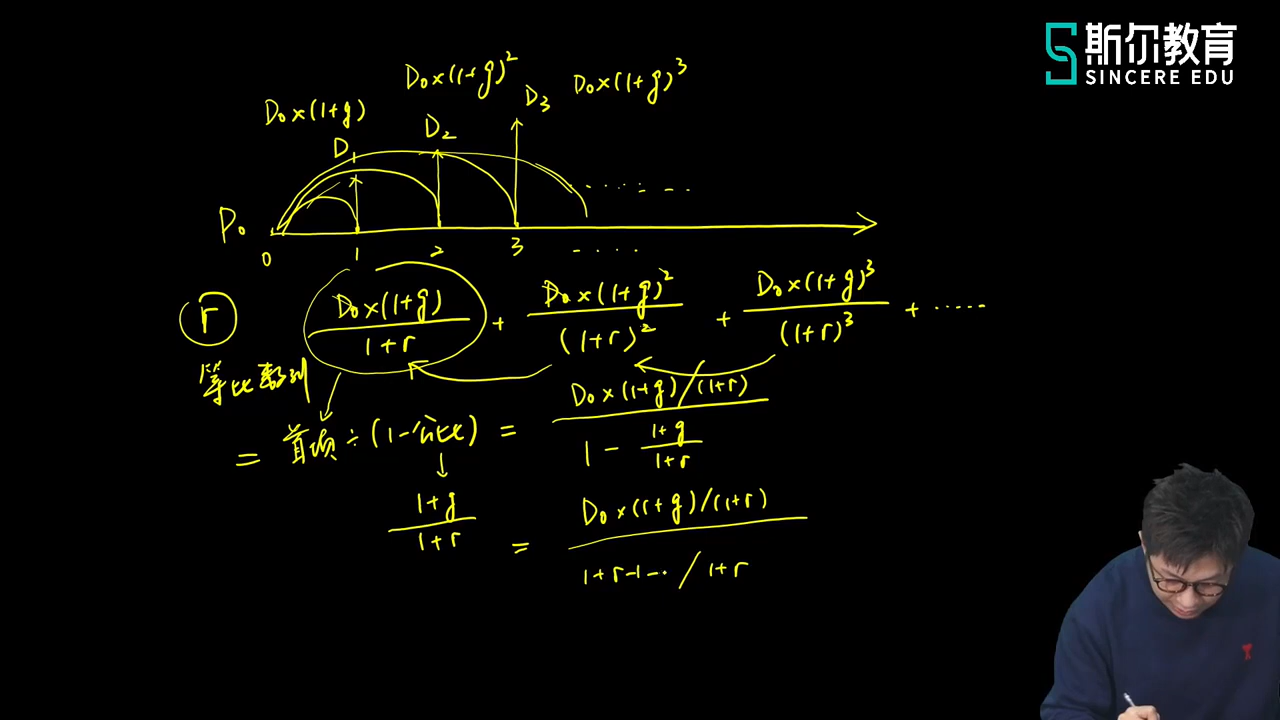 斯尔教育
SINCERE EDU
D₀×(1+g)²
D₀×(1+g)³
D₀×(1+g)
D₁
D₂
D₃
......
P₀
0 1 2 3 ....
r
D₀×(1+g) / 1+r + D₀×(1+g)² / (1+r)² + D₀×(1+g)³ / (1+r)³ + .....
等比数列
= 首项÷(1-公比) = D₀×(1+g)/(1+r)
1 - 1+g / 1+r
1+g / 1+r
= D₀×(1+g)/(1+r)
1+r-1-.. / 1+r